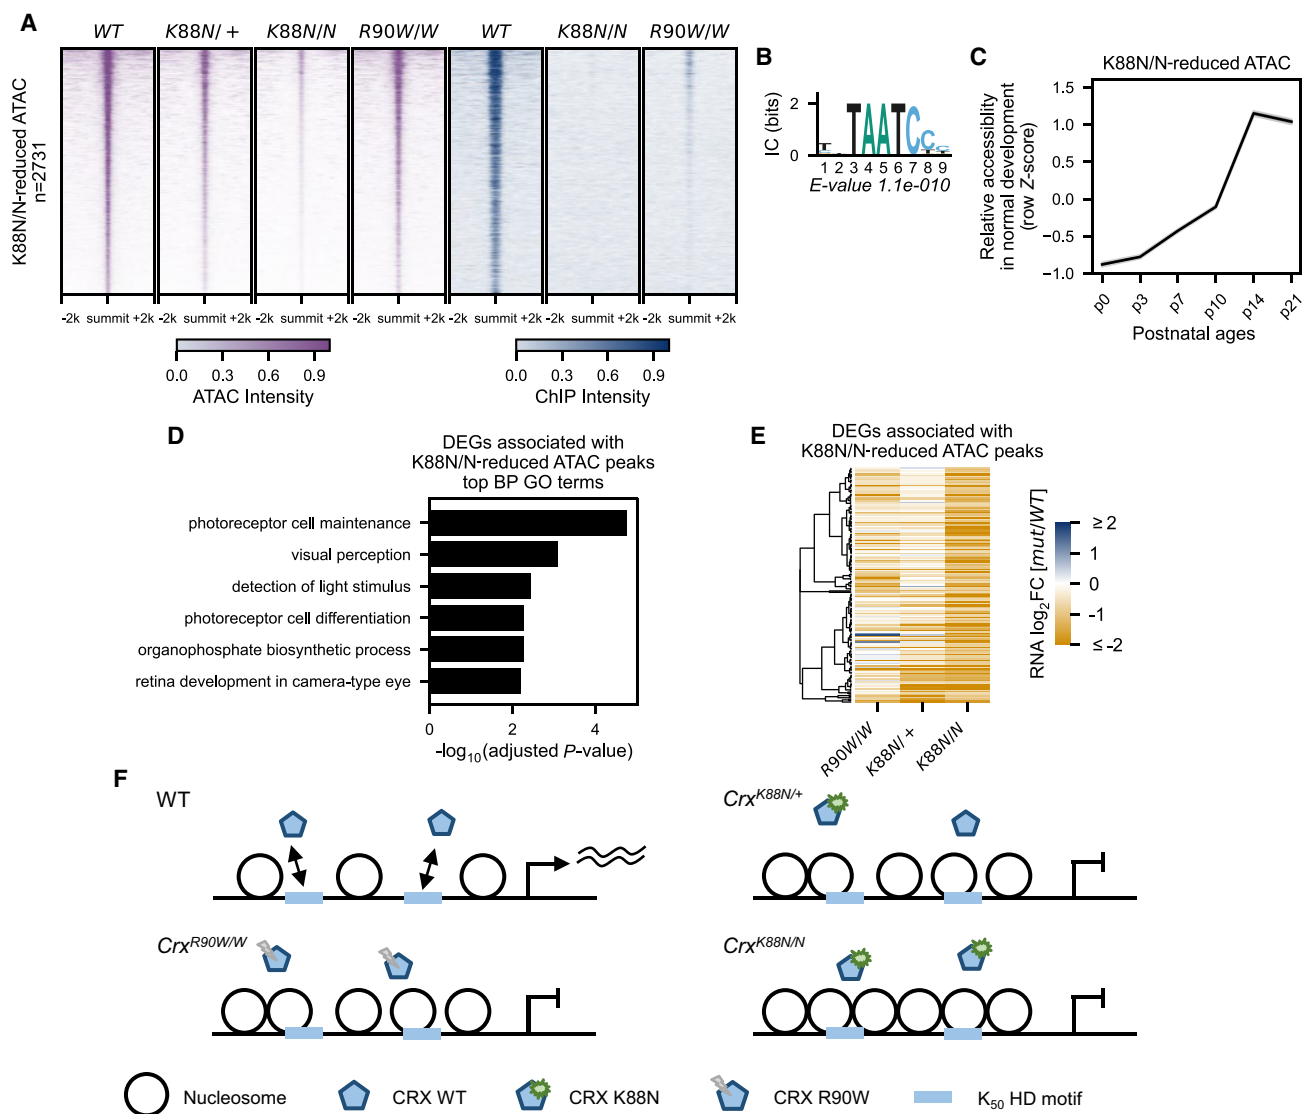 A
WT K88N/+ K88N/N R90W/W WT K88N/N R90W/W
K88N/N-reduced ATAC
n=2731
-2k summit +2k -2k summit +2k -2k summit +2k -2k summit +2k -2k summit +2k -2k summit +2k -2k summit +2k
0.0 0.3 0.6 0.9
ATAC Intensity
0.0 0.3 0.6 0.9
ChIP Intensity
B
IC (bits)
2
0
TAATCC
1 2 3 4 5 6 7 8 9
E-value 1.1e-010
C
K88N/N-reduced ATAC
Relative accessiblity
in normal development
(row Z-score)
1.5
1.0
0.5
0.0
−0.5
−1.0
p0 p3 p7 p10 p14 p21
Postnatal ages
D
DEGs associated with
K88N/N-reduced ATAC peaks
top BP GO terms
photoreceptor cell maintenance
visual perception
detection of light stimulus
photoreceptor cell differentiation
organophosphate biosynthetic process
retina development in camera-type eye
0 2 4
-log10(adjusted P-value)
E
DEGs associated with
K88N/N-reduced ATAC peaks
R90W/W K88N/+ K88N/N
RNA log2FC [mut/WT]
≥ 2
1
0
-1
≤ -2
F
WT
CrxK88N/+
CrxR90W/W
CrxK88N/N
Nucleosome
CRX WT
CRX K88N
CRX R90W
K50 HD motif